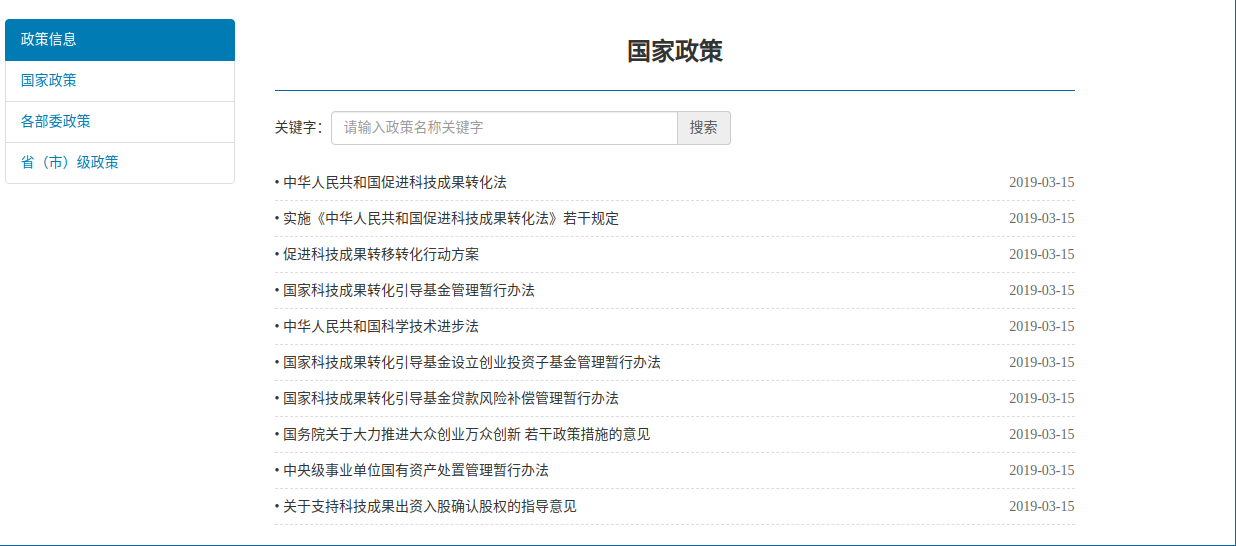 政策信息
国家政策
各部委政策
省（市）级政策
国家政策
关键字： 请输入政策名称关键字 搜索
• 中华人民共和国促进科技成果转化法 2019-03-15
• 实施《中华人民共和国促进科技成果转化法》若干规定 2019-03-15
• 促进科技成果转移转化行动方案 2019-03-15
• 国家科技成果转化引导基金管理暂行办法 2019-03-15
• 中华人民共和国科学技术进步法 2019-03-15
• 国家科技成果转化引导基金设立创业投资子基金管理暂行办法 2019-03-15
• 国家科技成果转化引导基金贷款风险补偿管理暂行办法 2019-03-15
• 国务院关于大力推进大众创业万众创新 若干政策措施的意见 2019-03-15
• 中央级事业单位国有资产处置管理暂行办法 2019-03-15
• 关于支持科技成果出资入股确认股权的指导意见 2019-03-15